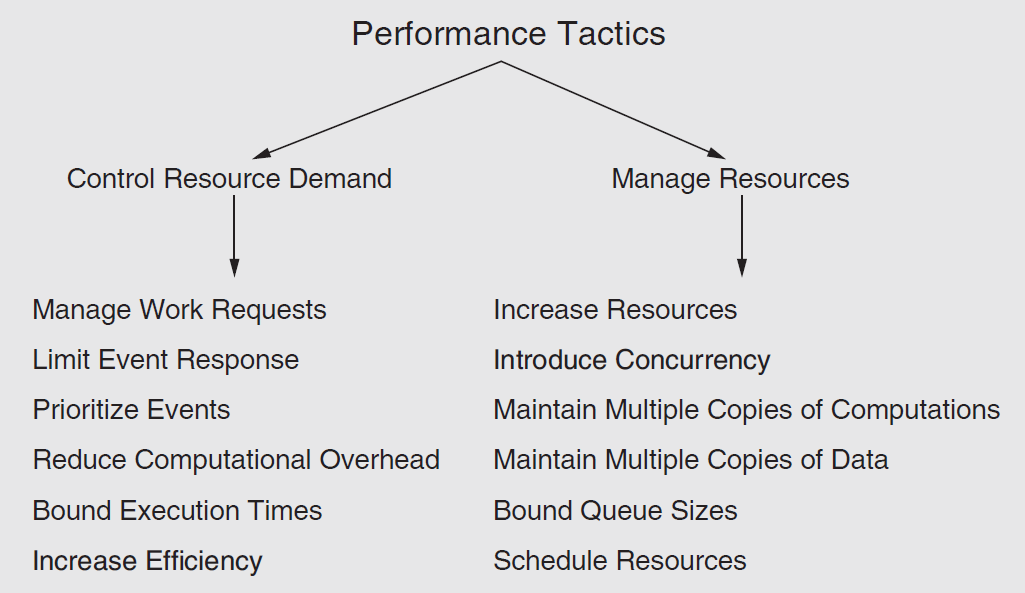 Performance Tactics
Control Resource Demand
Manage Resources
Manage Work Requests
Limit Event Response
Prioritize Events
Reduce Computational Overhead
Bound Execution Times
Increase Efficiency
Increase Resources
Introduce Concurrency
Maintain Multiple Copies of Computations
Maintain Multiple Copies of Data
Bound Queue Sizes
Schedule Resources